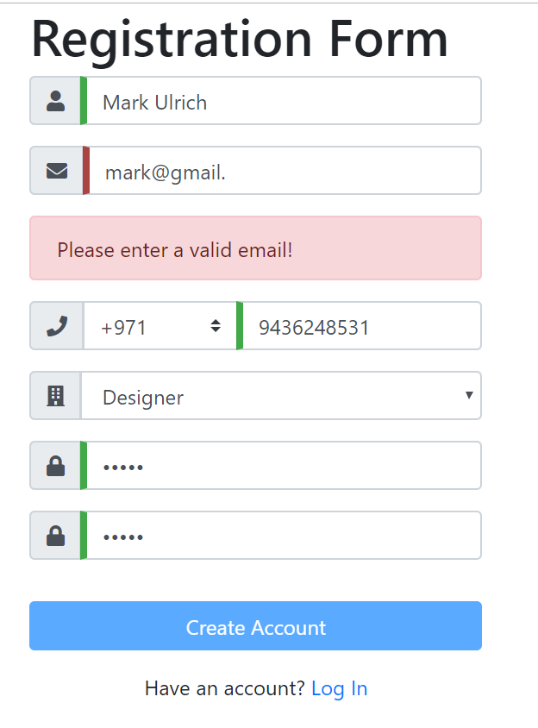 Registration Form
Mark Ulrich
mark@gmail.
Please enter a valid email!
+971 9436248531
Designer
•••••
•••••
Create Account
Have an account? Log In